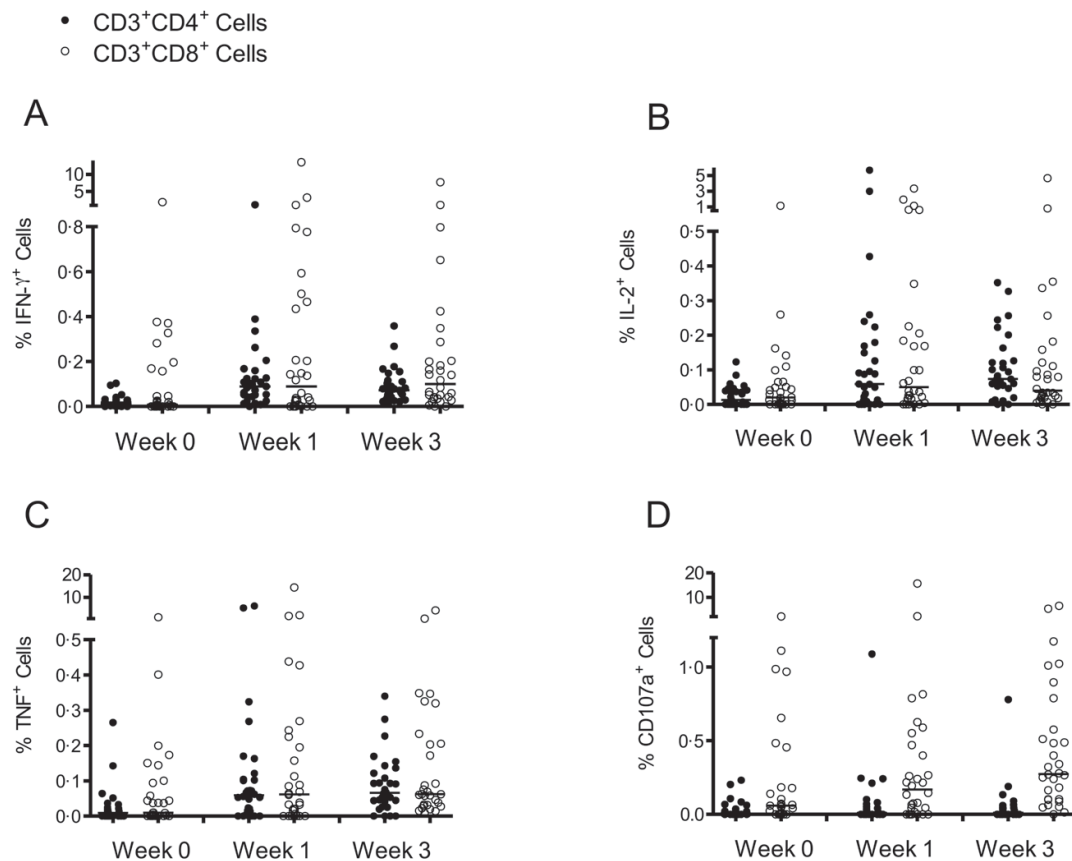 • CD3⁺CD4⁺ Cells
○ CD3⁺CD8⁺ Cells
A
% IFN-γ⁺ Cells
10
5
0·8
0·6
0·4
0·2
0·0
Week 0 Week 1 Week 3
B
% IL-2⁺ Cells
5
3
1
0·5
0·4
0·3
0·2
0·1
0·0
Week 0 Week 1 Week 3
C
% TNF⁺ Cells
20
10
0·5
0·4
0·3
0·2
0·1
0·0
Week 0 Week 1 Week 3
D
% CD107a⁺ Cells
20
10
1·0
0·5
0.0
Week 0 Week 1 Week 3